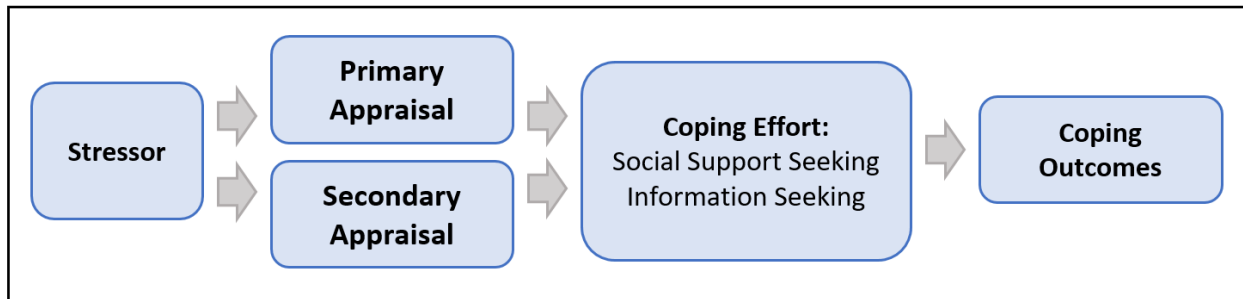 Stressor
Primary
Appraisal
Secondary
Appraisal
Coping Effort:
Social Support Seeking
Information Seeking
Coping
Outcomes